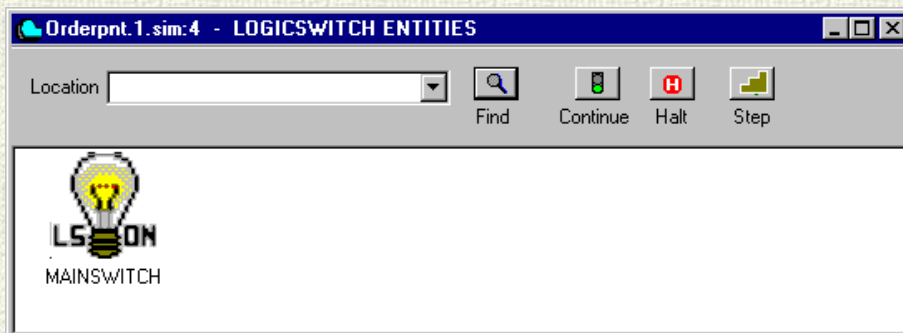 Orderpnt.1.sim:4 - LOGICSWITCH ENTITIES
Location
Find Continue Halt Step
H
LS ON
MAINSWITCH